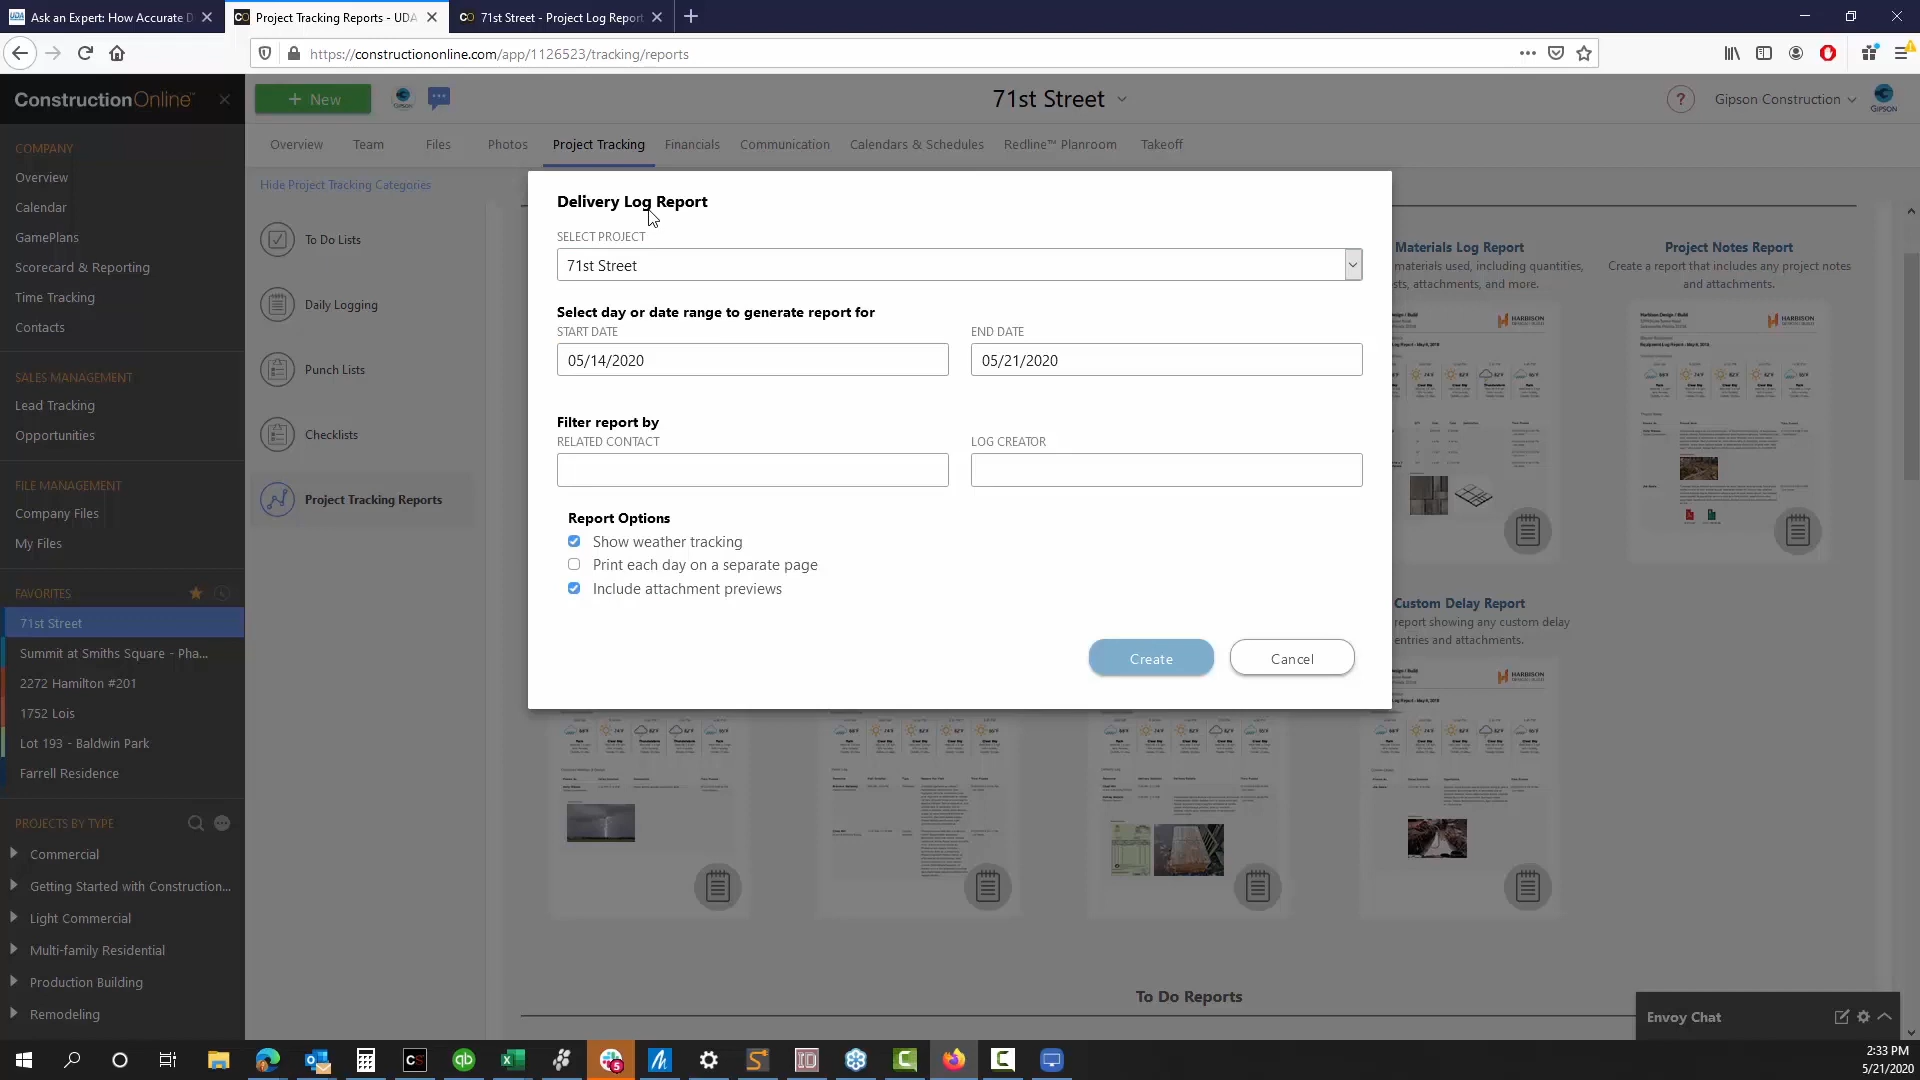 Ask an Expert: How Accurate D
Project Tracking Reports - UDA
71st Street - Project Log Report
https://constructiononline.com/app/1126523/tracking/reports
ConstructionOnline™
+ New
GIPSON
71st Street
?
Gipson Construction
GIPSON
Overview
Team
Files
Photos
Project Tracking
Financials
Communication
Calendars & Schedules
Redline™ Planroom
Takeoff
COMPANY
Overview
Calendar
GamePlans
Scorecard & Reporting
Time Tracking
Contacts
SALES MANAGEMENT
Lead Tracking
Opportunities
FILE MANAGEMENT
Company Files
My Files
FAVORITES
71st Street
Summit at Smiths Square - Pha...
2272 Hamilton #201
1752 Lois
Lot 193 - Baldwin Park
Farrell Residence
PROJECTS BY TYPE
Commercial
Getting Started with Construction...
Light Commercial
Multi-family Residential
Production Building
Remodeling
Hide Project Tracking Categories
To Do Lists
Daily Logging
Punch Lists
Checklists
Project Tracking Reports
Delivery Log Report
SELECT PROJECT
71st Street
Select day or date range to generate report for
START DATE
END DATE
05/14/2020
05/21/2020
Filter report by
RELATED CONTACT
LOG CREATOR
Report Options
Show weather tracking
Print each day on a separate page
Include attachment previews
Create
Cancel
Materials Log Report
materials used, including quantities,
sts, attachments, and more.
Project Notes Report
Create a report that includes any project notes
and attachments.
HARBISON
HARBISON
Custom Delay Report
report showing any custom delay
entries and attachments.
HARBISON
To Do Reports
Envoy Chat
2:33 PM
5/21/2020